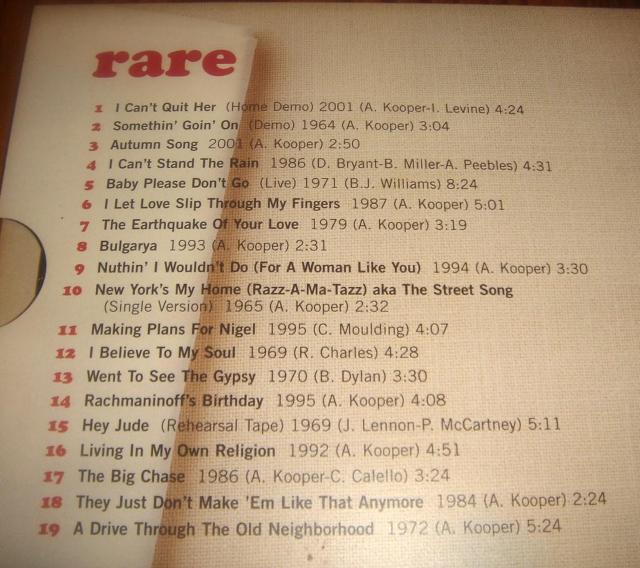 rare
1 I Can't Quit Her (Home Demo) 2001 (A. Kooper-I. Levine) 4:24
2 Somethin' Goin' On (Demo) 1964 (A. Kooper) 3:04
3 Autumn Song 2001 (A. Kooper) 2:50
4 I Can't Stand The Rain 1986 (D. Bryant-B. Miller-A. Peebles) 4:31
5 Baby Please Don't Go (Live) 1971 (B.J. Williams) 8:24
6 I Let Love Slip Through My Fingers 1987 (A. Kooper) 5:01
7 The Earthquake Of Your Love 1979 (A. Kooper) 3:19
8 Bulgarya 1993 (A. Kooper) 2:31
9 Nuthin' I Wouldn't Do (For A Woman Like You) 1994 (A. Kooper) 3:30
10 New York's My Home (Razz-A-Ma-Tazz) aka The Street Song
(Single Version) 1965 (A. Kooper) 2:32
11 Making Plans For Nigel 1995 (C. Moulding) 4:07
12 I Believe To My Soul 1969 (R. Charles) 4:28
13 Went To See The Gypsy 1970 (B. Dylan) 3:30
14 Rachmaninoff's Birthday 1995 (A. Kooper) 4:08
15 Hey Jude (Rehearsal Tape) 1969 (J. Lennon-P. McCartney) 5:11
16 Living In My Own Religion 1992 (A. Kooper) 4:51
17 The Big Chase 1986 (A. Kooper-C. Calello) 3:24
18 They Just Don't Make 'Em Like That Anymore 1984 (A. Kooper) 2:24
19 A Drive Through The Old Neighborhood 1972 (A. Kooper) 5:24